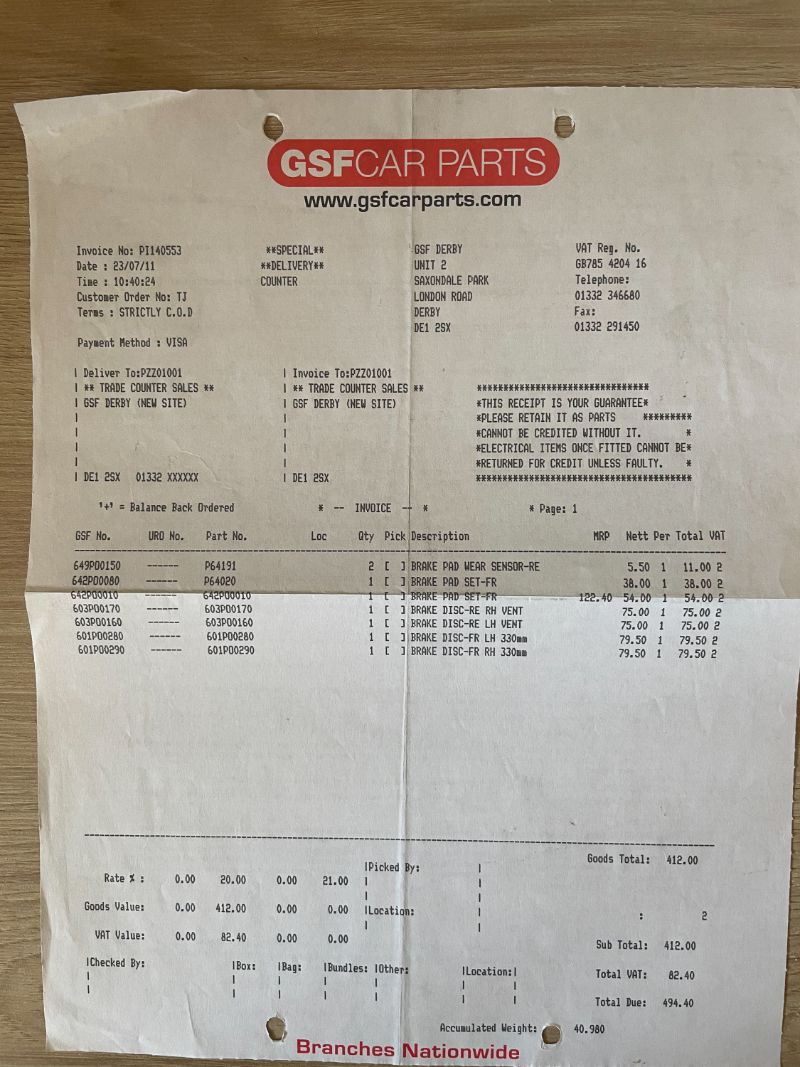 GSF CAR PARTS
www.gsfcarparts.com
Invoice No: PI140553 **SPECIAL** GSF DERBY VAT Reg. No.
Date : 23/07/11 **DELIVERY** UNIT 2 GB785 4204 16
Time : 10:40:24 COUNTER SAXONDALE PARK Telephone:
Customer Order No: TJ LONDON ROAD 01332 346680
Terms : STRICTLY C.O.D DERBY Fax:
DE1 2SX 01332 291450
Payment Method : VISA
| Deliver To:PZZ01001 | Invoice To:PZZ01001
| ** TRADE COUNTER SALES ** | ** TRADE COUNTER SALES ** ********************************
| GSF DERBY (NEW SITE) | GSF DERBY (NEW SITE) *THIS RECEIPT IS YOUR GUARANTEE*
| | *PLEASE RETAIN IT AS PARTS *********
| | *CANNOT BE CREDITED WITHOUT IT. *
| | *ELECTRICAL ITEMS ONCE FITTED CANNOT BE*
| | *RETURNED FOR CREDIT UNLESS FAULTY. *
| DE1 2SX 01332 XXXXXX | DE1 2SX ****************************************
'+' = Balance Back Ordered * -- INVOICE -- * * Page: 1
GSF No. URO No. Part No. Loc Qty Pick Description MRP Nett Per Total VAT
649P00150 ------ P64191 2 [ ] BRAKE PAD WEAR SENSOR-RE 5.50 1 11.00 2
642P00080 ------ P64020 1 [ ] BRAKE PAD SET-FR 38.00 1 38.00 2
642P00010 ------ 642P00010 1 [ ] BRAKE PAD SET-FR 122.40 54.00 1 54.00 2
603P00170 ------ 603P00170 1 [ ] BRAKE DISC-RE RH VENT 75.00 1 75.00 2
603P00160 ------ 603P00160 1 [ ] BRAKE DISC-RE LH VENT 75.00 1 75.00 2
601P00280 ------ 601P00280 1 [ ] BRAKE DISC-FR LH 330mm 79.50 1 79.50 2
601P00290 ------ 601P00290 1 [ ] BRAKE DISC-FR RH 330mm 79.50 1 79.50 2
|Picked By: | Goods Total: 412.00
Rate % : 0.00 20.00 0.00 21.00 | |
Goods Value: 0.00 412.00 0.00 0.00 |Location: | : 2
VAT Value: 0.00 82.40 0.00 0.00 Sub Total: 412.00
|Checked By: |Box: |Bag: |Bundles: |Other: |Location:| Total VAT: 82.40
Total Due: 494.40
Accumulated Weight: 40.980
Branches Nationwide